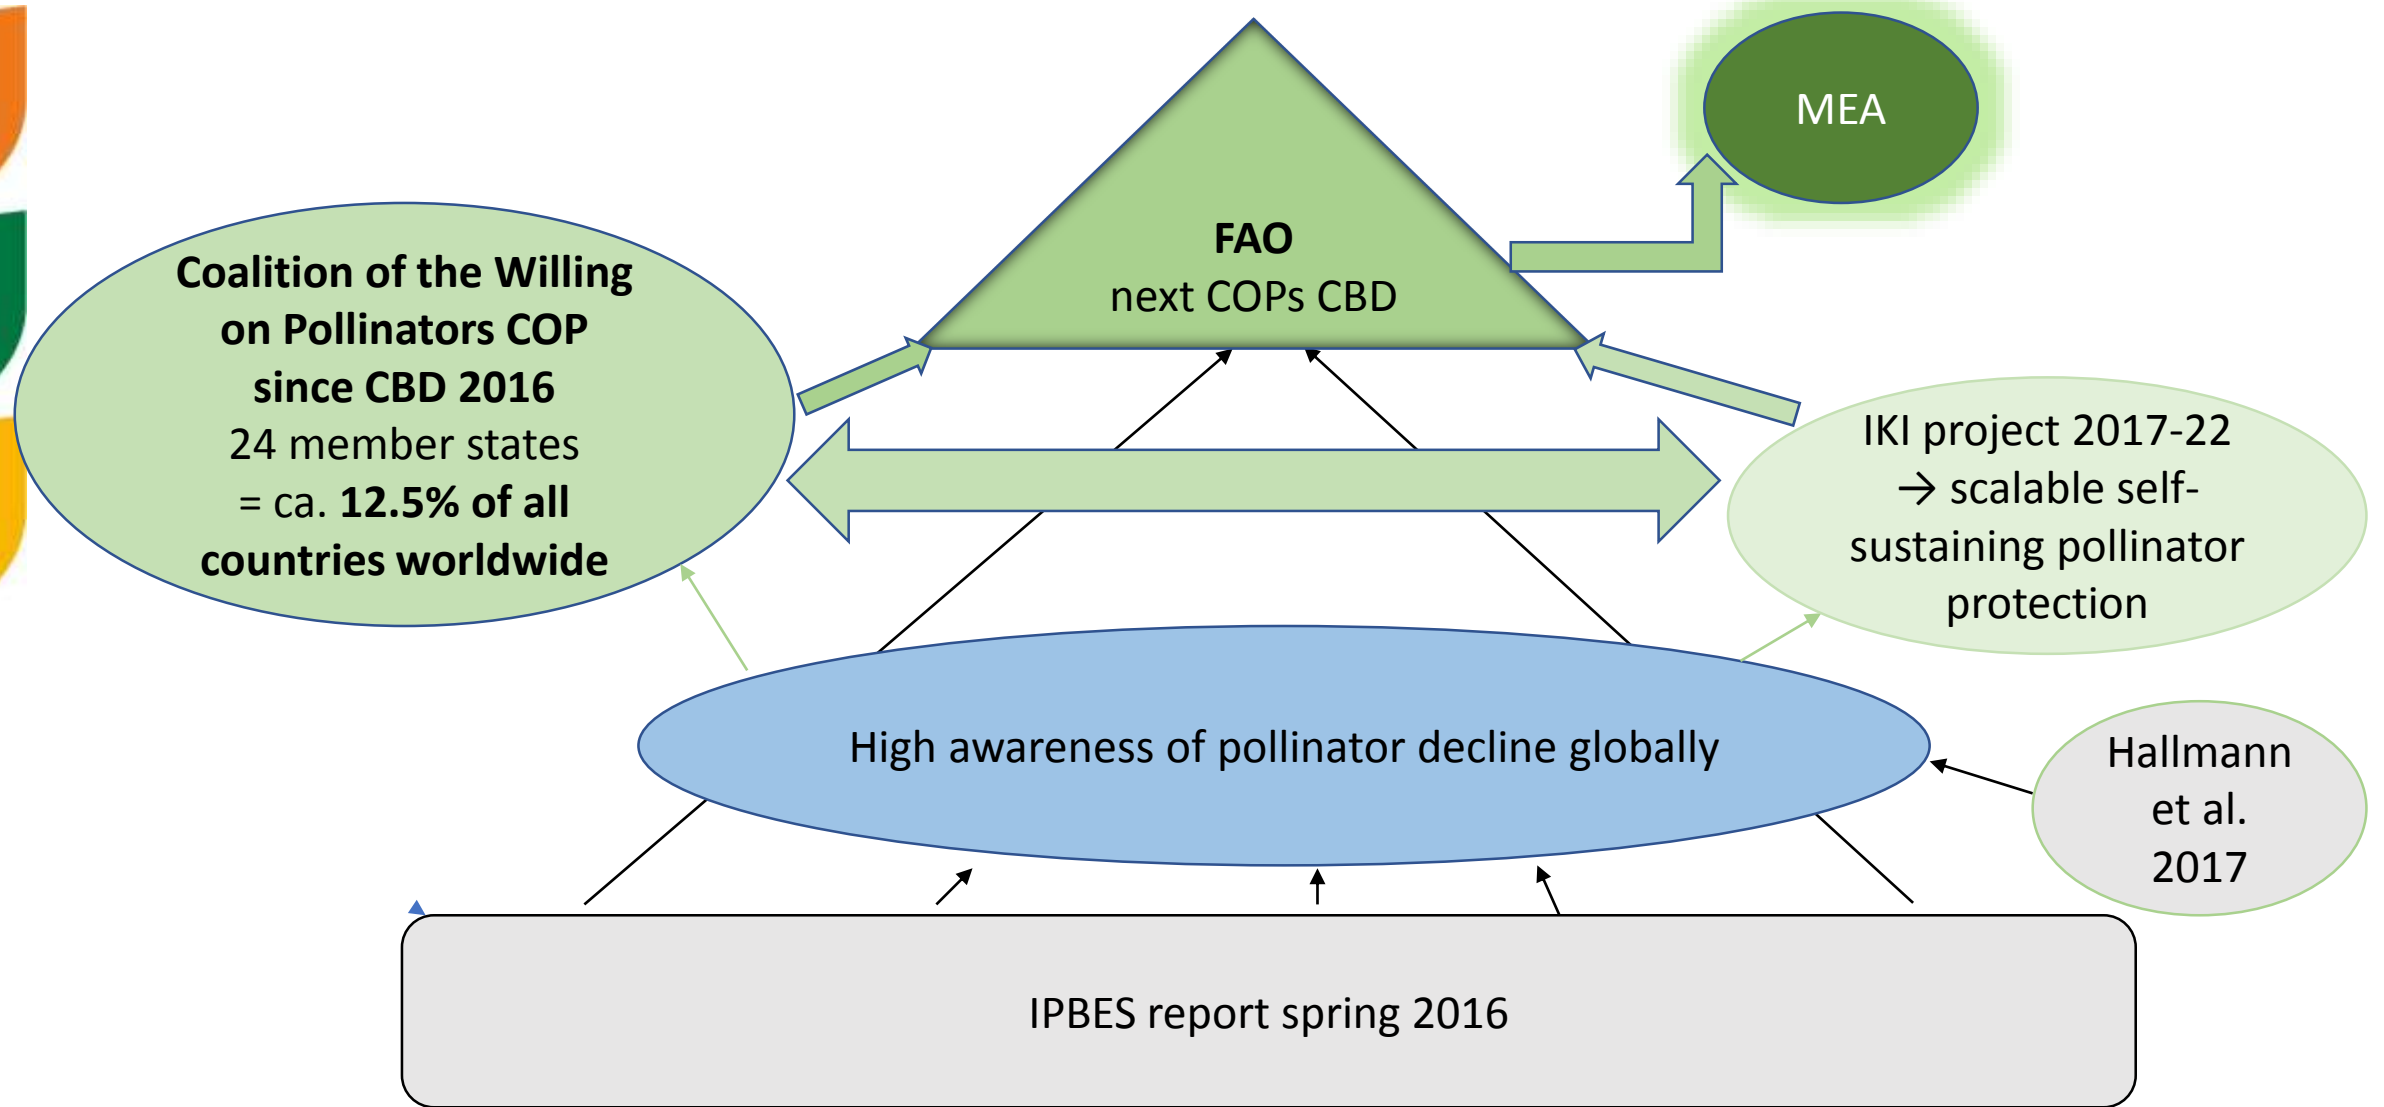 MEA
FAO
next COPs CBD
Coalition of the Willing
on Pollinators COP
since CBD 2016
24 member states
= ca. 12.5% of all
countries worldwide
IKI project 2017-22
→ scalable self-
sustaining pollinator
protection
High awareness of pollinator decline globally
Hallmann
et al.
2017
IPBES report spring 2016